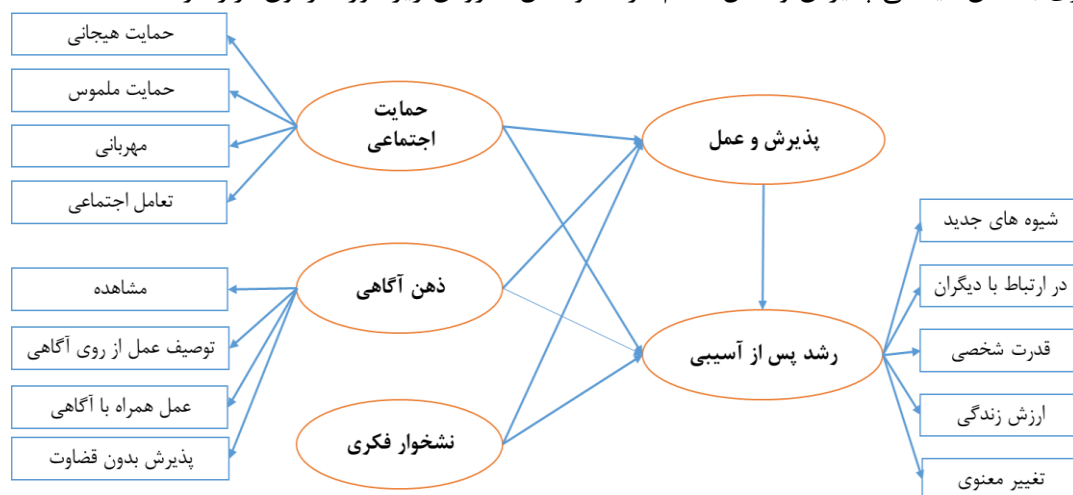 حمایت هیجانی
حمایت ملموس
مهربانی
تعامل اجتماعی
حمایت
اجتماعی
پذیرش و عمل
مشاهده
توصیف عمل از روی آگاهی
عمل همراه با آگاهی
پذیرش بدون قضاوت
ذهن آگاهی
نشخوار فکری
رشد پس از آسیبی
شیوه های جدید
در ارتباط با دیگران
قدرت شخصی
ارزش زندگی
تغییر معنوی